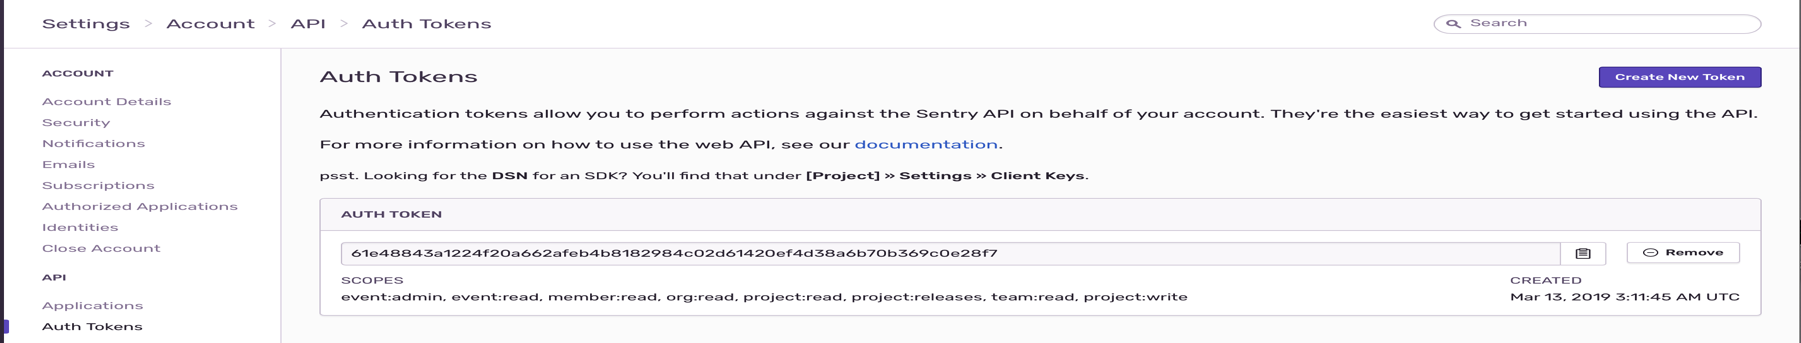 Settings > Account > API > Auth Tokens
Search
ACCOUNT
Account Details
Security
Notifications
Emails
Subscriptions
Authorized Applications
Identities
Close Account
API
Applications
Auth Tokens
Auth Tokens
Create New Token
Authentication tokens allow you to perform actions against the Sentry API on behalf of your account. They're the easiest way to get started using the API.
For more information on how to use the web API, see our documentation.
psst. Looking for the DSN for an SDK? You'll find that under [Project] » Settings » Client Keys.
AUTH TOKEN
61e48843a1224f20a662afeb4b8182984c02d61420ef4d38a6b70b369c0e28f7
Remove
SCOPES
event:admin, event:read, member:read, org:read, project:read, project:releases, team:read, project:write
CREATED
Mar 13, 2019 3:11:45 AM UTC